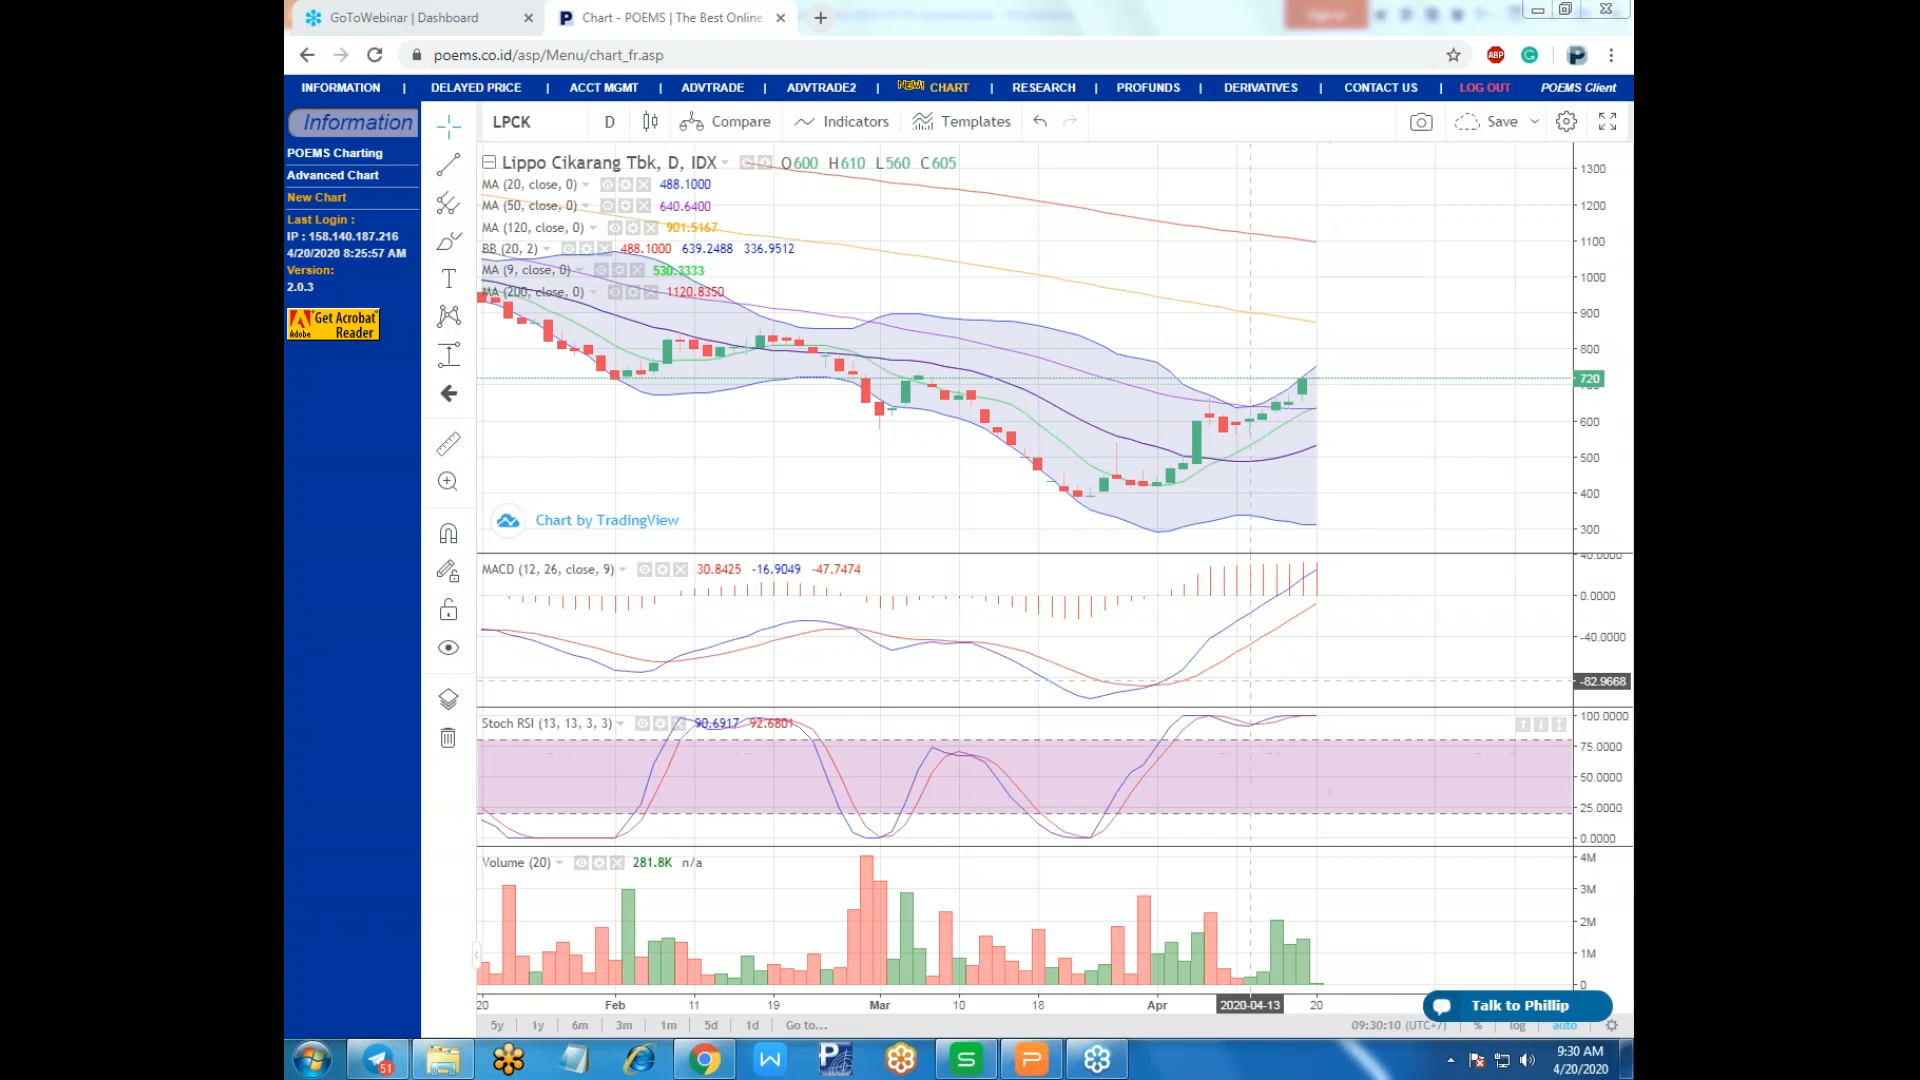 GoToWebinar | Dashboard
Chart - POEMS | The Best Online
poems.co.id/asp/Menu/chart_fr.asp
ABP
INFORMATION | DELAYED PRICE | ACCT MGMT | ADVTRADE | ADVTRADE2 | NEW! CHART | RESEARCH | PROFUNDS | DERIVATIVES | CONTACT US | LOG OUT POEMS Client
Information
POEMS Charting
Advanced Chart
New Chart
Last Login :
IP : 158.140.187.216
4/20/2020 8:25:57 AM
Version:
2.0.3
Get Acrobat
Adobe Reader
LPCK D Compare Indicators Templates Save
Lippo Cikarang Tbk, D, IDX O600 H610 L560 C605
MA (20, close, 0) 488.1000
MA (50, close, 0) 640.6400
MA (120, close, 0) 901.5167
BB (20, 2) 488.1000 639.2488 336.9512
MA (9, close, 0) 530.3333
MA (200, close, 0) 1120.8350
1300
1200
1100
1000
900
800
720
600
500
400
300
Chart by TradingView
MACD (12, 26, close, 9) 30.8425 -16.9049 -47.7474
40.0000
0.0000
-40.0000
-82.9668
Stoch RSI (13, 13, 3, 3) 90.6917 92.6801
100.0000
75.0000
50.0000
25.0000
0.0000
Volume (20) 281.8K n/a
4M
3M
2M
1M
0
20 Feb 11 19 Mar 10 18 Apr 2020-04-13 20
Talk to Phillip
5y 1y 6m 3m 1m 5d 1d Go to... 09:30:10 (UTC+7) % log auto
51
9:30 AM
4/20/2020